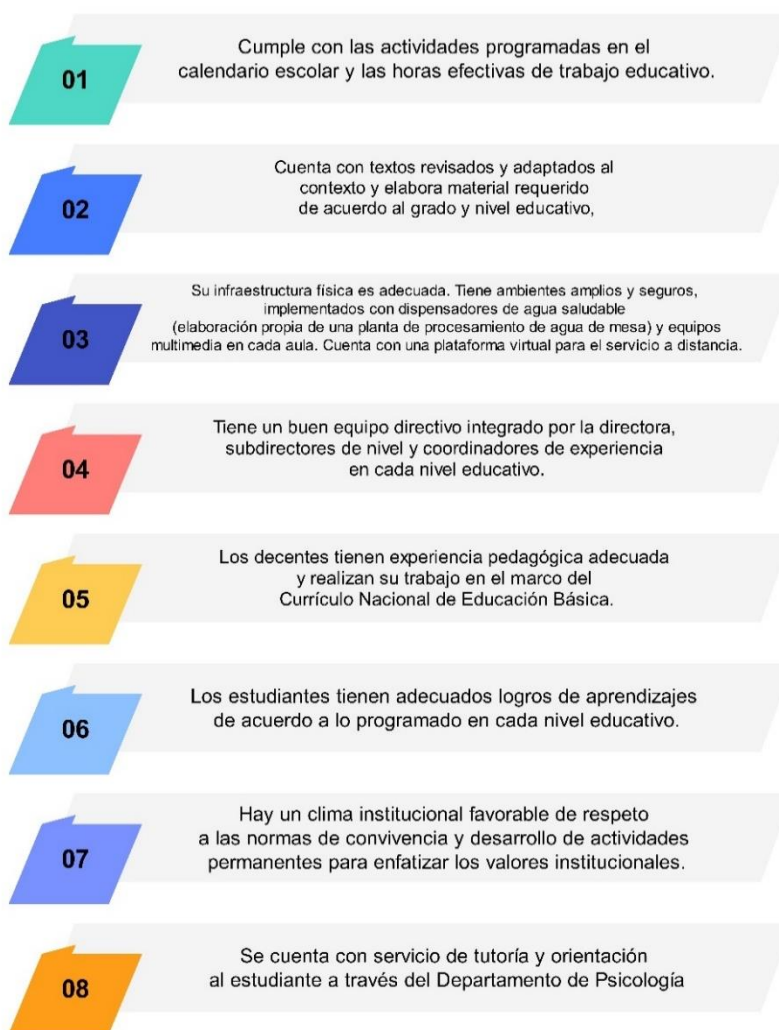 01
Cumple con las actividades programadas en el
calendario escolar y las horas efectivas de trabajo educativo.
02
Cuenta con textos revisados y adaptados al
contexto y elabora material requerido
de acuerdo al grado y nivel educativo,
03
Su infraestructura física es adecuada. Tiene ambientes amplios y seguros,
implementados con dispensadores de agua saludable
(elaboración propia de una planta de procesamiento de agua de mesa) y equipos
multimedia en cada aula. Cuenta con una plataforma virtual para el servicio a distancia.
04
Tiene un buen equipo directivo integrado por la directora,
subdirectores de nivel y coordinadores de experiencia
en cada nivel educativo.
05
Los decentes tienen experiencia pedagógica adecuada
y realizan su trabajo en el marco del
Currículo Nacional de Educación Básica.
06
Los estudiantes tienen adecuados logros de aprendizajes
de acuerdo a lo programado en cada nivel educativo.
07
Hay un clima institucional favorable de respeto
a las normas de convivencia y desarrollo de actividades
permanentes para enfatizar los valores institucionales.
08
Se cuenta con servicio de tutoría y orientación
al estudiante a través del Departamento de Psicología